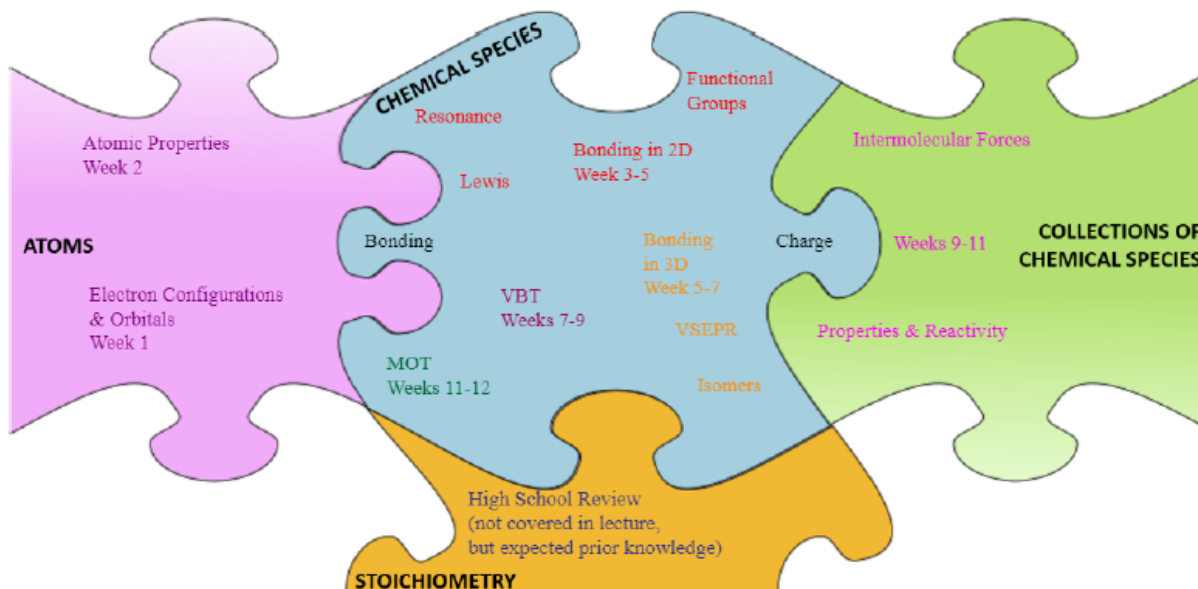 CHEMICAL SPECIES
Functional
Groups
Resonance
Atomic Properties
Week 2
Intermolecular Forces
Bonding in 2D
Week 3-5
Lewis
ATOMS
Bonding
Bonding
in 3D
Week 5-7
Charge
Weeks 9-11
COLLECTIONS OF
CHEMICAL SPECIES
Electron Configurations
& Orbitals
Week 1
VBT
Weeks 7-9
VSEPR
Properties & Reactivity
MOT
Weeks 11-12
Isomers
High School Review
(not covered in lecture,
but expected prior knowledge)
STOICHIOMETRY